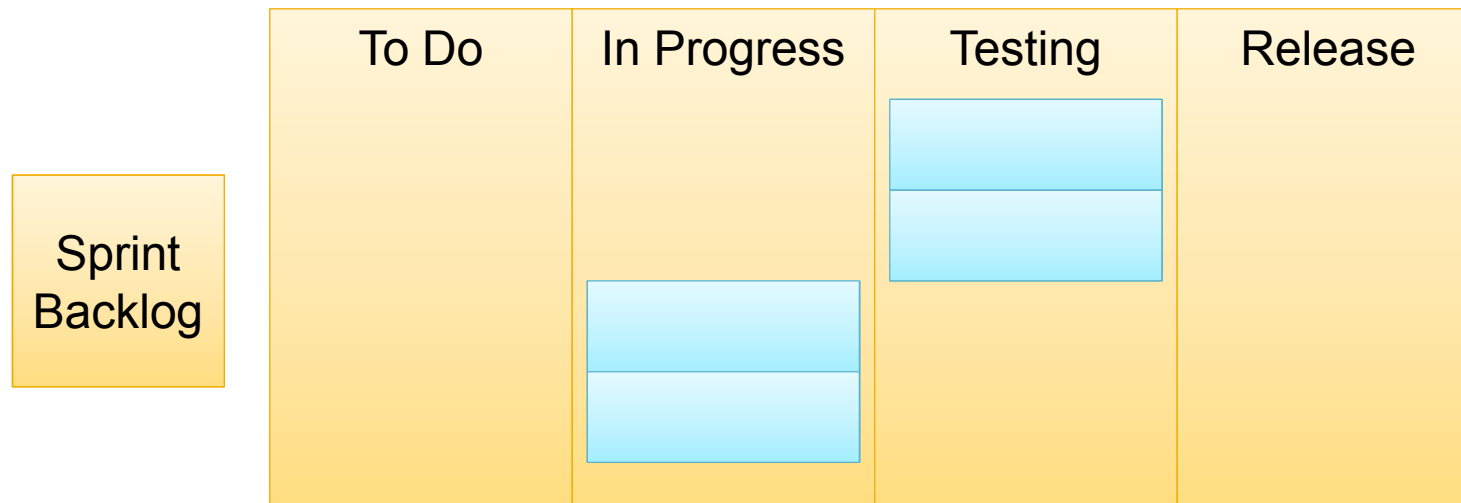 To Do
In Progress
Testing
Release
Sprint
Backlog